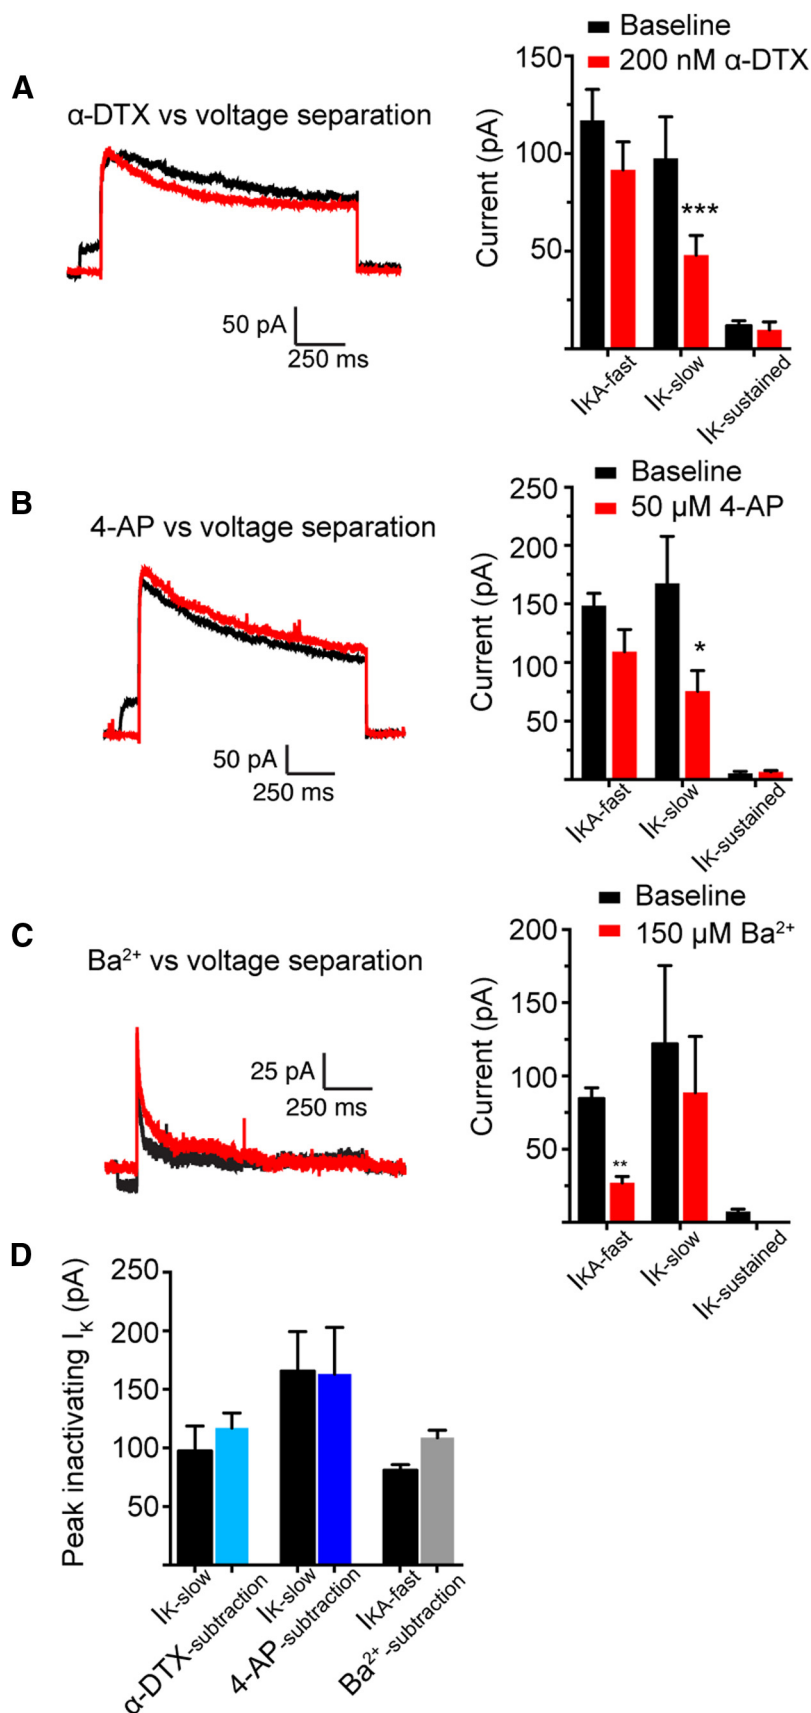 A
α-DTX vs voltage separation
50 pA
250 ms
Baseline
200 nM α-DTX
Current (pA)
150
100
50
***
IKA-fast
IK-slow
IK-sustained
B
4-AP vs voltage separation
50 pA
250 ms
Baseline
50 µM 4-AP
Current (pA)
250
200
150
100
50
*
IKA-fast
IK-slow
IK-sustained
C
Ba²⁺ vs voltage separation
25 pA
250 ms
Baseline
150 µM Ba²⁺
Current (pA)
200
150
100
50
**
IKA-fast
IK-slow
IK-sustained
D
Peak inactivating IK (pA)
250
200
150
100
50
IK-slow
α-DTX-subtraction
IK-slow
4-AP-subtraction
IKA-fast
Ba²⁺-subtraction